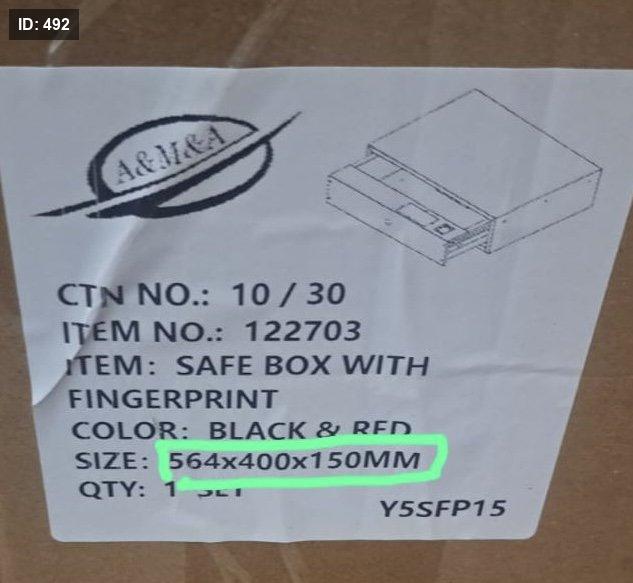 ID: 492
A&M&A
CTN NO.: 10 / 30
ITEM NO.: 122703
ITEM: SAFE BOX WITH
FINGERPRINT
COLOR: BLACK & RED
SIZE: 564x400x150MM
QTY: 1 SET
Y5SFP15